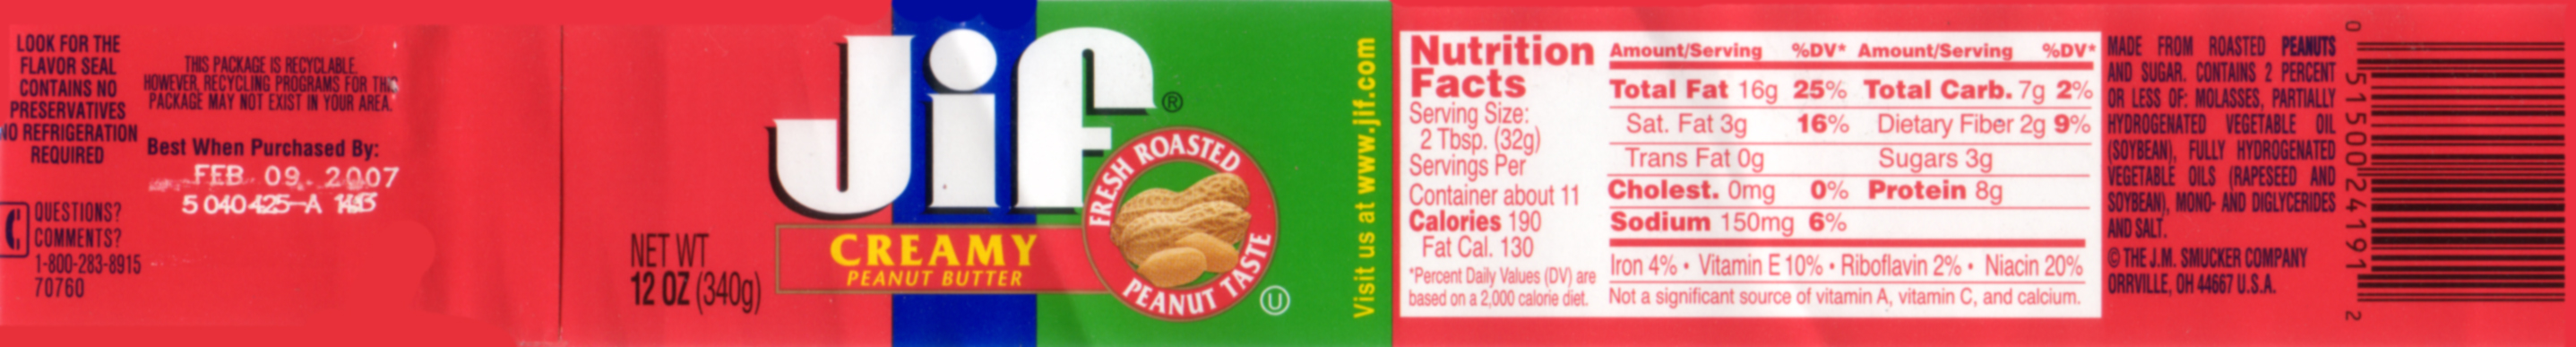 LOOK FOR THE
FLAVOR SEAL
CONTAINS NO
PRESERVATIVES
NO REFRIGERATION
REQUIRED
QUESTIONS?
COMMENTS?
1-800-283-8915
70760
THIS PACKAGE IS RECYCLABLE.
HOWEVER, RECYCLING PROGRAMS FOR THIS
PACKAGE MAY NOT EXIST IN YOUR AREA.
Best When Purchased By:
FEB 09 2007
5 040425-A
NET WT
12 OZ (340g)
Jif®
CREAMY
PEANUT BUTTER
FRESH ROASTED
PEANUT TASTE
U
Visit us at www.jif.com
Nutrition
Facts
Serving Size:
2 Tbsp. (32g)
Servings Per
Container about 11
Calories 190
Fat Cal. 130
*Percent Daily Values (DV) are
based on a 2,000 calorie diet.
Amount/Serving %DV* Amount/Serving %DV*
Total Fat 16g 25% Total Carb. 7g 2%
Sat. Fat 3g 16% Dietary Fiber 2g 9%
Trans Fat 0g Sugars 3g
Cholest. 0mg 0% Protein 8g
Sodium 150mg 6%
Iron 4% • Vitamin E 10% • Riboflavin 2% • Niacin 20%
Not a significant source of vitamin A, vitamin C, and calcium.
MADE FROM ROASTED PEANUTS
AND SUGAR. CONTAINS 2 PERCENT
OR LESS OF: MOLASSES, PARTIALLY
HYDROGENATED VEGETABLE OIL
(SOYBEAN), FULLY HYDROGENATED
VEGETABLE OILS (RAPESEED AND
SOYBEAN), MONO- AND DIGLYCERIDES
AND SALT.
© THE J.M. SMUCKER COMPANY
ORRVILLE, OH 44667 U.S.A.
0 51500 24191 2